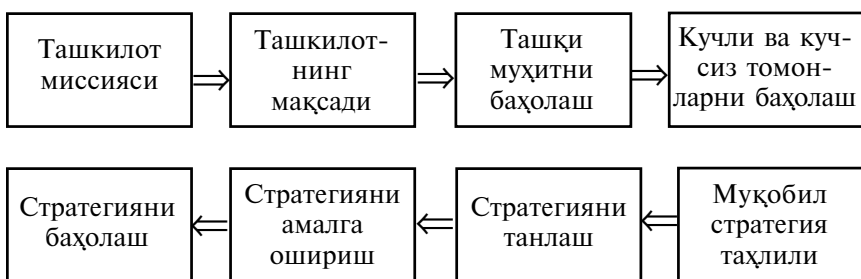 Ташкилот
миссияси
Ташкилот-
нинг
мақсади
Ташқи
муҳитни
баҳолаш
Кучли ва куч-
сиз томон-
ларни баҳолаш
Стратегияни
баҳолаш
Стратегияни
амалга
ошириш
Стратегияни
танлаш
Муқобил
стратегия
таҳлили